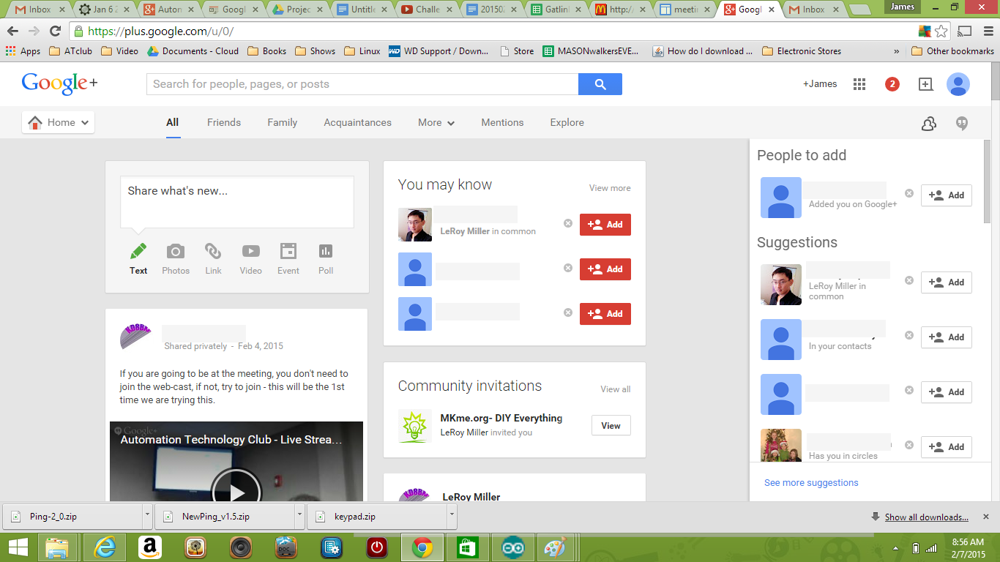 Inbox
Jan 6 2
Autom
Googl
Projec
Untitle
Challe
201502
Gatlin
http:/
meetin
Googl
Inbox
James
https://plus.google.com/u/0/
Apps
ATclub
Video
Documents - Cloud
Books
Shows
Linux
WD Support / Down...
Store
MASONwalkersEVE...
How do I download ...
Electronic Stores
»
Other bookmarks
Google+
Search for people, pages, or posts
+James
2
Home
All
Friends
Family
Acquaintances
More
Mentions
Explore
Share what's new...
Text
Photos
Link
Video
Event
Poll
KD8BM
Shared privately - Feb 4, 2015
If you are going to be at the meeting, you don't need to
join the web-cast, if not, try to join - this will be the 1st
time we are trying this.
Google+
Automation Technology Club - Live Strea...
You may know
View more
LeRoy Miller in common
Add
Add
Add
Community invitations
View all
MKme.org- DIY Everything
LeRoy Miller invited you
View
KD8BM
LeRoy Miller
People to add
Added you on Google+
Add
Suggestions
LeRoy Miller in
common
Add
In your contacts
Add
Add
Has you in circles
Add
See more suggestions
Ping-2_0.zip
NewPing_v1.5.zip
keypad.zip
Show all downloads...
DOC
8:56 AM
2/7/2015